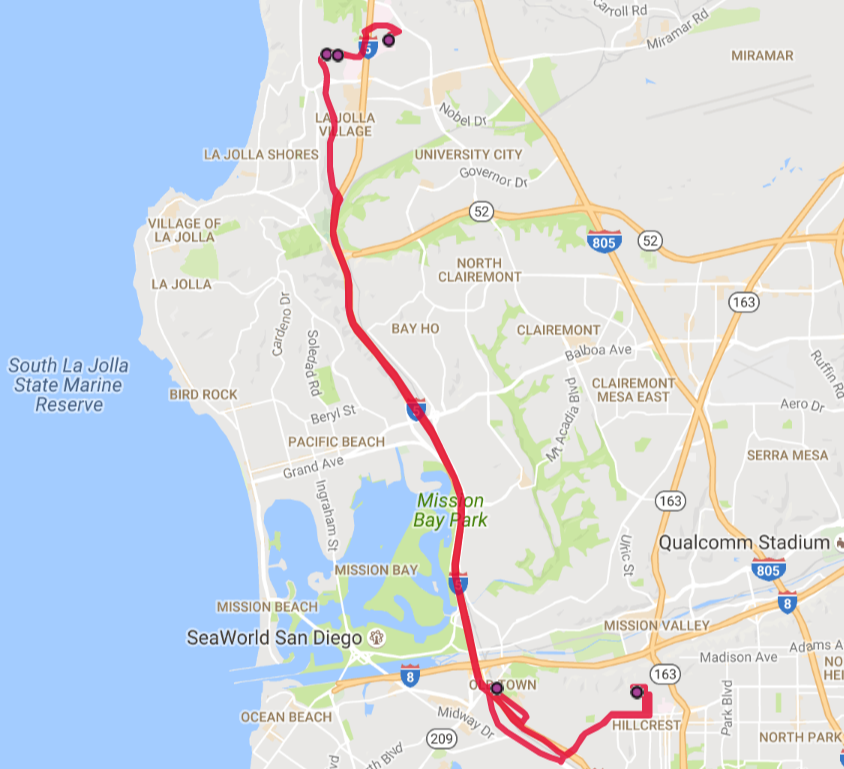 Carroll Rd
Miramar Rd
MIRAMAR
5
Nobel Dr
LA JOLLA
VILLAGE
LA JOLLA SHORES
UNIVERSITY CITY
Governor Dr
52
VILLAGE OF
LA JOLLA
805
52
NORTH
CLAIREMONT
LA JOLLA
163
Cardeno Dr
Soledad Rd
BAY HO
CLAIREMONT
Balboa Ave
South La Jolla
State Marine
Reserve
Ruffin Rd
CLAIREMONT
MESA EAST
BIRD ROCK
Mt Acadia Blvd
Aero Dr
5
Beryl St
PACIFIC BEACH
SERRA MESA
Grand Ave
Ingraham St
163
Mission
Bay Park
Ulric St
Qualcomm Stadium
MISSION BAY
805
5
8
MISSION BEACH
MISSION VALLEY
SeaWorld San Diego
Adams A
Madison Ave
NO
HEI
8
163
OLD TOWN
Park Blvd
OCEAN BEACH
Midway Dr
HILLCREST
209
NORTH PARK
th Blvd